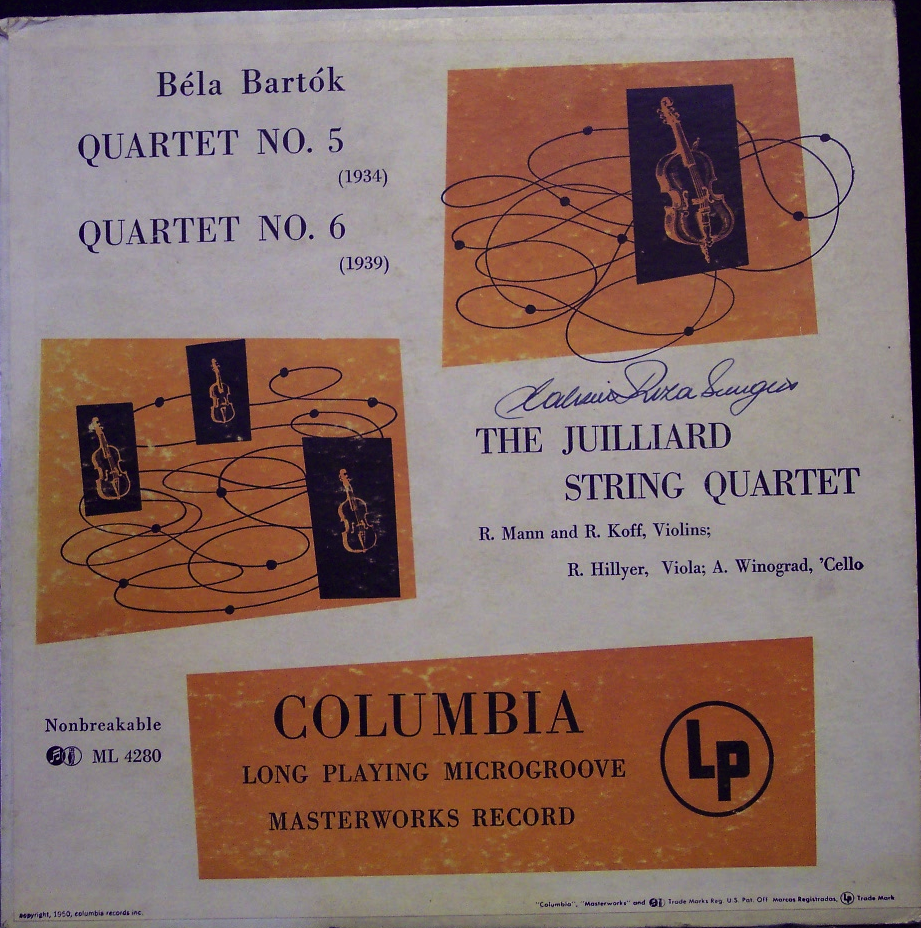 Béla Bartók
QUARTET NO. 5
(1934)
QUARTET NO. 6
(1939)
THE JUILLIARD
STRING QUARTET
R. Mann and R. Koff, Violins;
R. Hillyer, Viola; A. Winograd, 'Cello
Nonbreakable
ML 4280
COLUMBIA
LONG PLAYING MICROGROOVE
MASTERWORKS RECORD
Lp
copyright, 1950, columbia records inc.
"Columbia", "Masterworks" and Trade Marks Reg. U.S. Pat. Off. Marcas Registradas, Lp Trade Mark